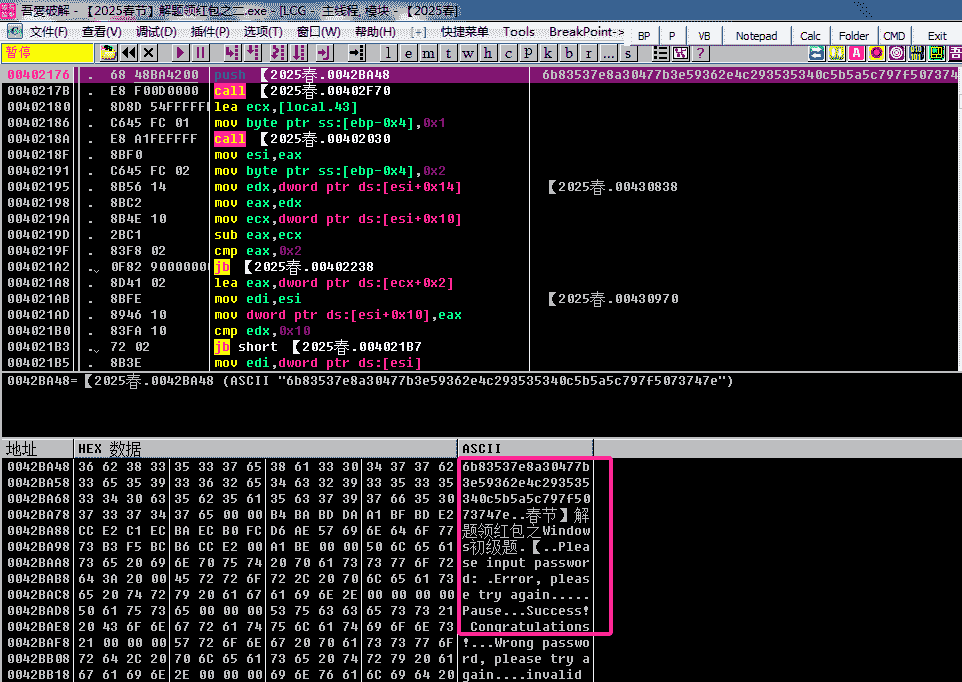 吾愛破解 - 【2025春节】解题领红包之二.exe - [LCG - 主线程, 模块 - 【2025春]
文件(F) 查看(V) 调试(D) 插件(P) 选项(T) 窗口(W) 帮助(H) [+] 快捷菜单 Tools BreakPoint-> BP P VB Notepad Calc Folder CMD Exit
暂停 l e m t w h c p k b r ... s ?
00402176 . 68 48BA4200 push 【2025春.0042BA48 6b83537e8a30477b3e59362e4c293535340c5b5a5c797f507374
0040217B . E8 F00D0000 call 【2025春.00402F70
00402180 . 8D8D 54FFFFF lea ecx,[local.43]
00402186 . C645 FC 01 mov byte ptr ss:[ebp-0x4],0x1
0040218A . E8 A1FEFFFF call 【2025春.00402030
0040218F . 8BF0 mov esi,eax
00402191 . C645 FC 02 mov byte ptr ss:[ebp-0x4],0x2
00402195 . 8B56 14 mov edx,dword ptr ds:[esi+0x14] 【2025春.00430838
00402198 . 8BC2 mov eax,edx
0040219A . 8B4E 10 mov ecx,dword ptr ds:[esi+0x10]
0040219D . 2BC1 sub eax,ecx
0040219F . 83F8 02 cmp eax,0x2
004021A2 . 0F82 9000000 jb 【2025春.00402238
004021A8 . 8D41 02 lea eax,dword ptr ds:[ecx+0x2]
004021AB . 8BFE mov edi,esi 【2025春.00430970
004021AD . 8946 10 mov dword ptr ds:[esi+0x10],eax
004021B0 . 83FA 10 cmp edx,0x10
004021B3 . 72 02 jb short 【2025春.004021B7
004021B5 . 8B3E mov edi,dword ptr ds:[esi]
0042BA48=【2025春.0042BA48 (ASCII "6b83537e8a30477b3e59362e4c293535340c5b5a5c797f5073747e")
地址 HEX 数据 ASCII
0042BA48 36 62 38 33 35 33 37 65 38 61 33 30 34 37 37 62 6b83537e8a30477b
0042BA58 33 65 35 39 33 36 32 65 34 63 32 39 33 35 33 35 3e59362e4c293535
0042BA68 33 34 30 63 35 62 35 61 35 63 37 39 37 66 35 30 340c5b5a5c797f50
0042BA78 37 33 37 34 37 65 00 00 B4 BA BD DA A1 BF BD E2 73747e..春节】解
0042BA88 CC E2 C1 EC BA EC B0 FC D6 AE 57 69 6E 64 6F 77 题领红包之Window
0042BA98 73 B3 F5 BC B6 CC E2 00 A1 BE 00 00 50 6C 65 61 s初级题.【..Plea
0042BAA8 73 65 20 69 6E 70 75 74 20 70 61 73 73 77 6F 72 se input passwor
0042BAB8 64 3A 20 00 45 72 72 6F 72 2C 20 70 6C 65 61 73 d: .Error, pleas
0042BAC8 65 20 74 72 79 20 61 67 61 69 6E 2E 00 00 00 00 e try again.....
0042BAD8 50 61 75 73 65 00 00 00 53 75 63 63 65 73 73 21 Pause...Success!
0042BAE8 20 43 6F 6E 67 72 61 74 75 6C 61 74 69 6F 6E 73 Congratulations
0042BAF8 21 00 00 00 57 72 6F 6E 67 20 70 61 73 73 77 6F !...Wrong passwo
0042BB08 72 64 2C 20 70 6C 65 61 73 65 20 74 72 79 20 61 rd, please try a
0042BB18 67 61 69 6E 2E 00 00 00 69 6E 76 61 6C 69 64 20 gain....invalid